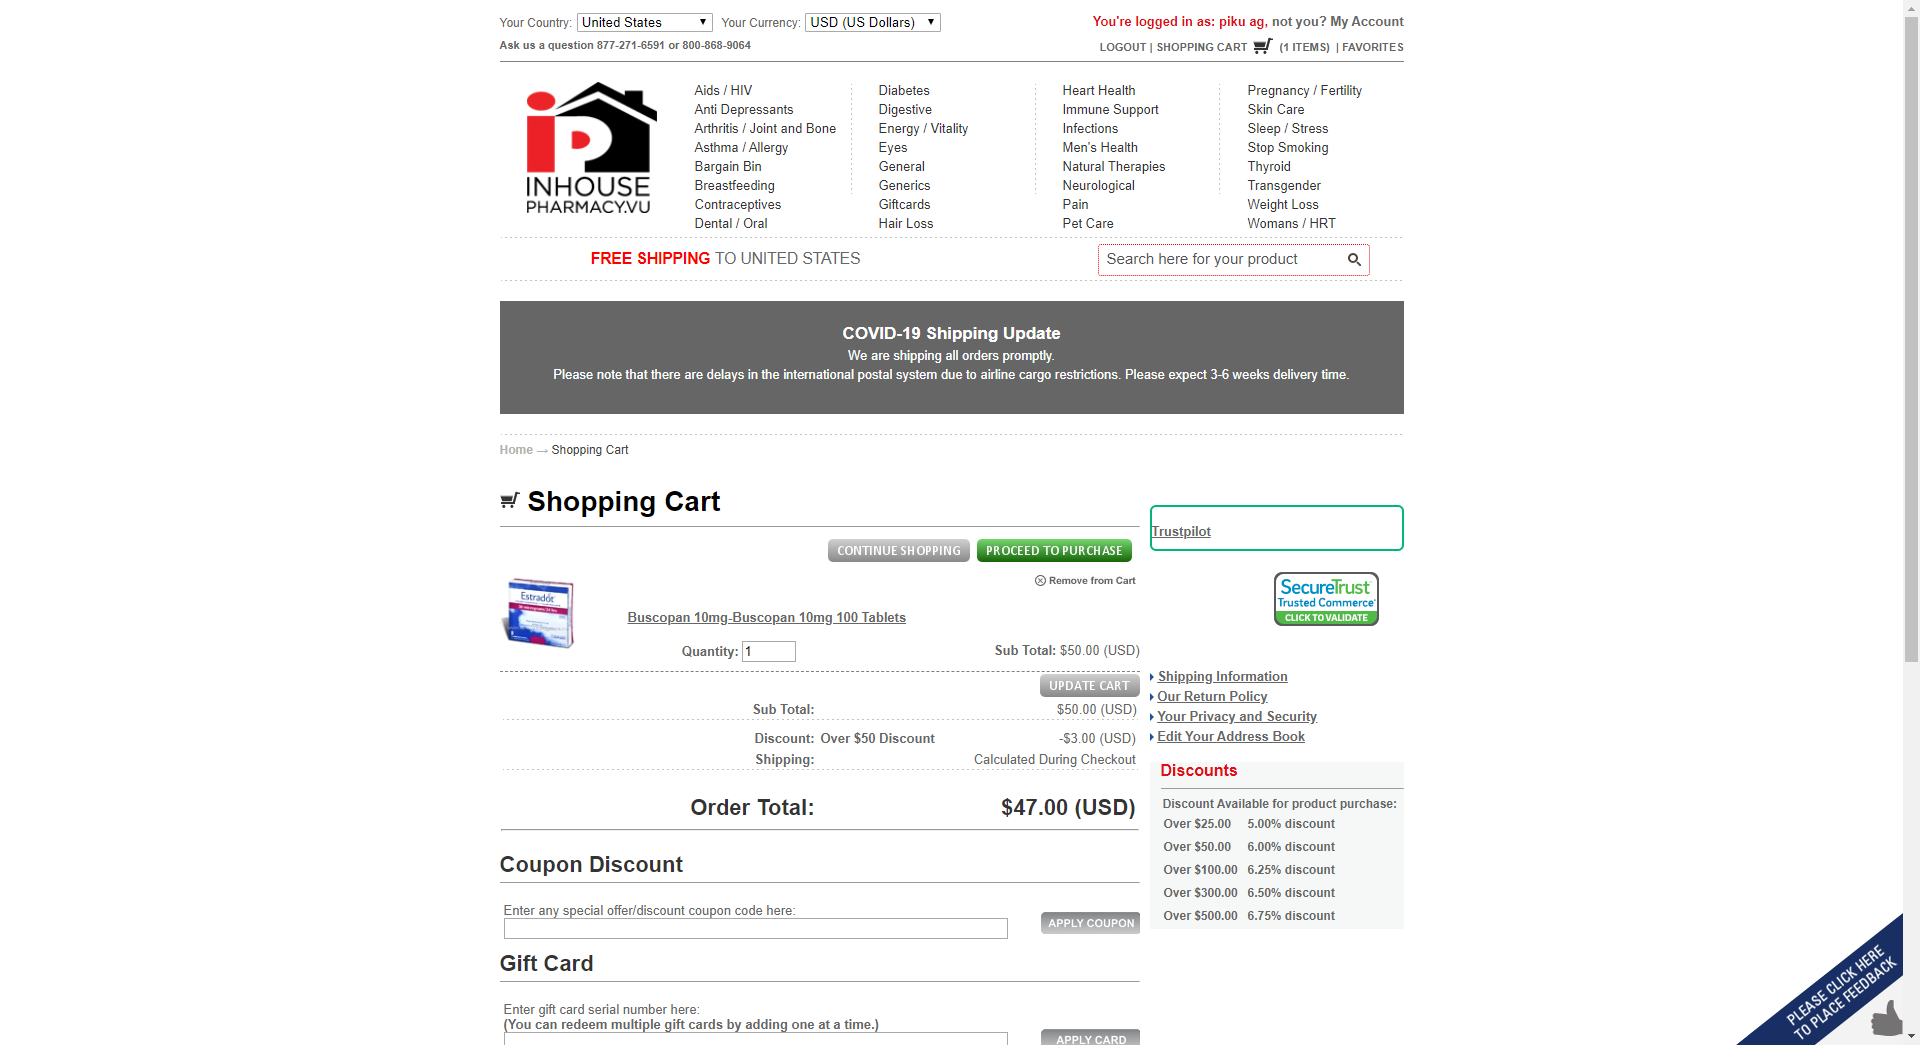 Your Country: United States Your Currency: USD (US Dollars)
You're logged in as: piku ag, not you? My Account
Ask us a question 877-271-6591 or 800-868-9064
LOGOUT | SHOPPING CART (1 ITEMS) | FAVORITES
INHOUSE
PHARMACY.VU
Aids / HIV
Anti Depressants
Arthritis / Joint and Bone
Asthma / Allergy
Bargain Bin
Breastfeeding
Contraceptives
Dental / Oral
Diabetes
Digestive
Energy / Vitality
Eyes
General
Generics
Giftcards
Hair Loss
Heart Health
Immune Support
Infections
Men's Health
Natural Therapies
Neurological
Pain
Pet Care
Pregnancy / Fertility
Skin Care
Sleep / Stress
Stop Smoking
Thyroid
Transgender
Weight Loss
Womans / HRT
FREE SHIPPING TO UNITED STATES
Search here for your product
COVID-19 Shipping Update
We are shipping all orders promptly.
Please note that there are delays in the international postal system due to airline cargo restrictions. Please expect 3-6 weeks delivery time.
Home → Shopping Cart
Shopping Cart
CONTINUE SHOPPING PROCEED TO PURCHASE
Remove from Cart
Estradot
Buscopan 10mg-Buscopan 10mg 100 Tablets
Quantity: 1
Sub Total: $50.00 (USD)
UPDATE CART
Sub Total: $50.00 (USD)
Discount: Over $50 Discount -$3.00 (USD)
Shipping: Calculated During Checkout
Order Total: $47.00 (USD)
Coupon Discount
Enter any special offer/discount coupon code here:
APPLY COUPON
Gift Card
Enter gift card serial number here:
(You can redeem multiple gift cards by adding one at a time.)
APPLY CARD
Trustpilot
SecureTrust
Trusted Commerce
CLICK TO VALIDATE
Shipping Information
Our Return Policy
Your Privacy and Security
Edit Your Address Book
Discounts
Discount Available for product purchase:
Over $25.00 5.00% discount
Over $50.00 6.00% discount
Over $100.00 6.25% discount
Over $300.00 6.50% discount
Over $500.00 6.75% discount
PLEASE CLICK HERE
TO PLACE FEEDBACK